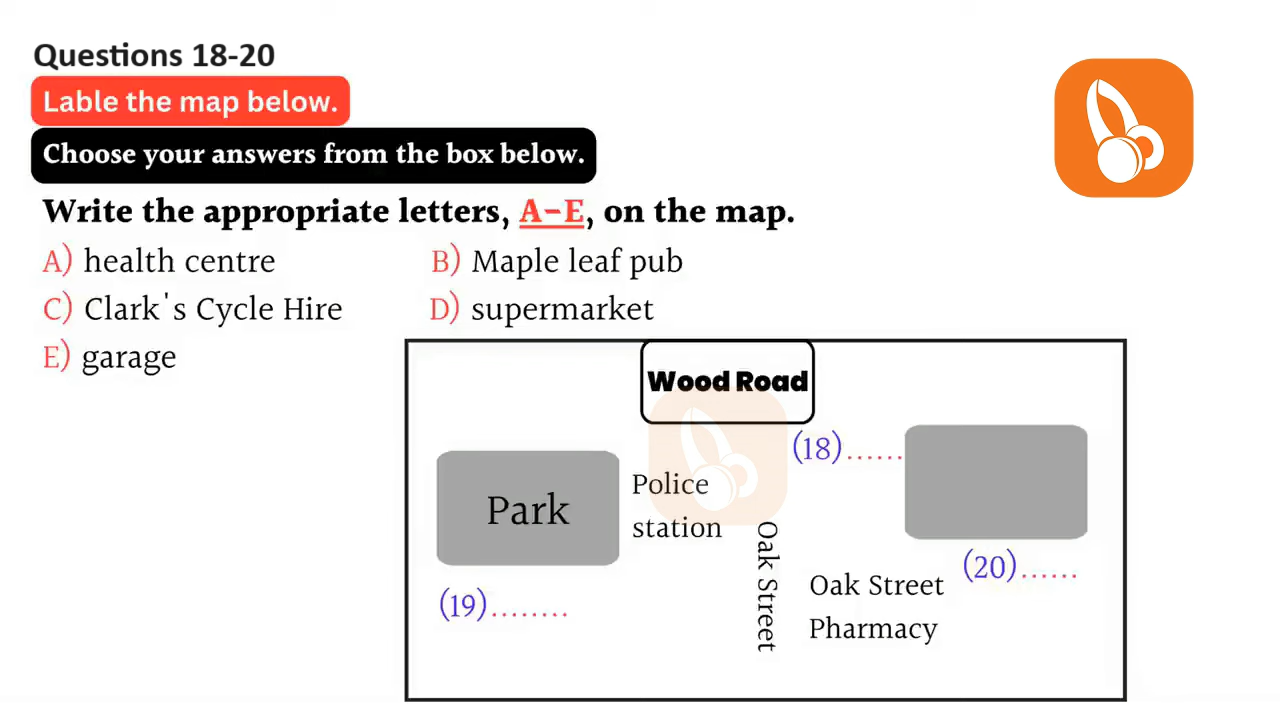 Questions 18-20
Lable the map below.
Choose your answers from the box below.
Write the appropriate letters, A-E, on the map.
A) health centre
B) Maple leaf pub
C) Clark's Cycle Hire
D) supermarket
E) garage
Wood Road
(18)......
Park
Police
station
Oak Street
(19)........
(20)......
Oak Street
Pharmacy